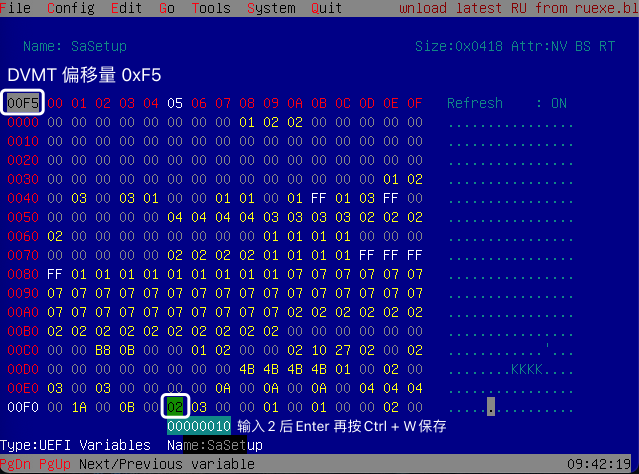 File Config Edit Go Tools System Quit wnload latest RU from ruexe.bl
Name: SaSetup Size:0x0418 Attr:NV BS RT
DVMT 偏移量 0xF5
00F5 00 01 02 03 04 05 06 07 08 09 0A 0B 0C 0D 0E 0F Refresh : ON
0000 00 00 00 00 00 00 00 00 01 02 02 00 00 00 00 00 ................
0010 00 00 00 00 00 00 00 00 00 00 00 00 00 00 00 00 ................
0020 00 00 00 00 00 00 00 00 00 00 00 00 00 00 00 00 ................
0030 00 00 00 00 00 00 00 00 00 00 00 00 00 00 01 02 ................
0040 00 03 00 03 01 00 00 01 01 00 01 FF 01 03 FF 00 ................
0050 00 00 00 00 00 04 04 04 04 03 03 03 03 02 02 02 ................
0060 02 00 00 00 00 00 00 00 00 01 01 01 01 00 00 00 ................
0070 00 00 00 00 00 02 02 02 02 01 01 01 01 FF FF FF ................
0080 FF 01 01 01 01 01 01 01 01 01 07 07 07 07 07 07 ................
0090 07 07 07 07 07 07 07 07 07 07 07 07 07 07 07 07 ................
00A0 07 07 07 07 07 07 07 07 07 07 02 02 02 02 02 02 ................
00B0 02 02 02 02 02 02 02 02 02 02 00 00 00 00 00 00 ................
00C0 00 00 B8 0B 00 00 01 02 00 00 02 10 27 02 00 02 ............'...
00D0 00 00 00 00 00 00 00 00 4B 4B 4B 4B 01 00 02 00 ........KKKK....
00E0 03 00 03 00 00 00 00 0A 00 0A 00 0A 00 04 04 04 ................
00F0 00 1A 00 0B 00 02 03 00 00 01 00 00 00 00 00 00 ................
00000010 输入2 后Enter 再按Ctrl + W保存
Type:UEFI Variables Name:SaSetup
PgDn PgUp Next/Previous variable 09:42:19